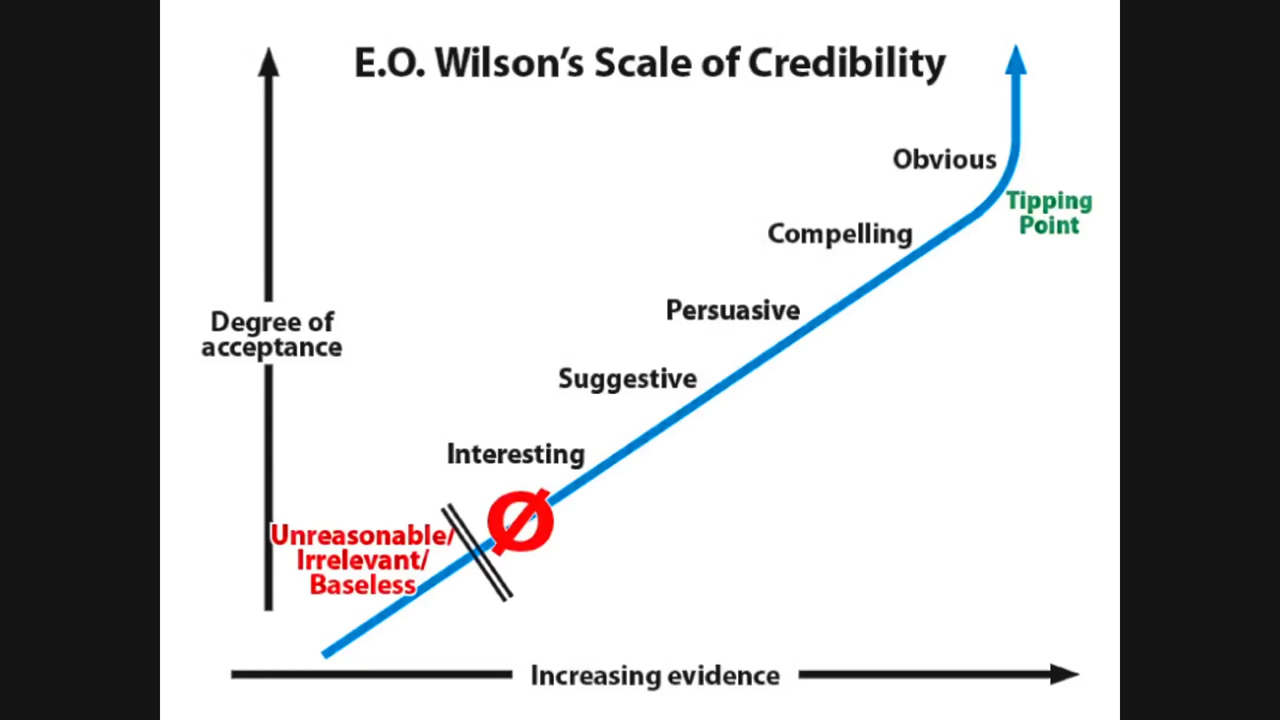 E.O. Wilson's Scale of Credibility
Obvious
Tipping
Point
Compelling
Persuasive
Degree of
acceptance
Suggestive
Interesting
Ø
Unreasonable/
Irrelevant/
Baseless
Increasing evidence